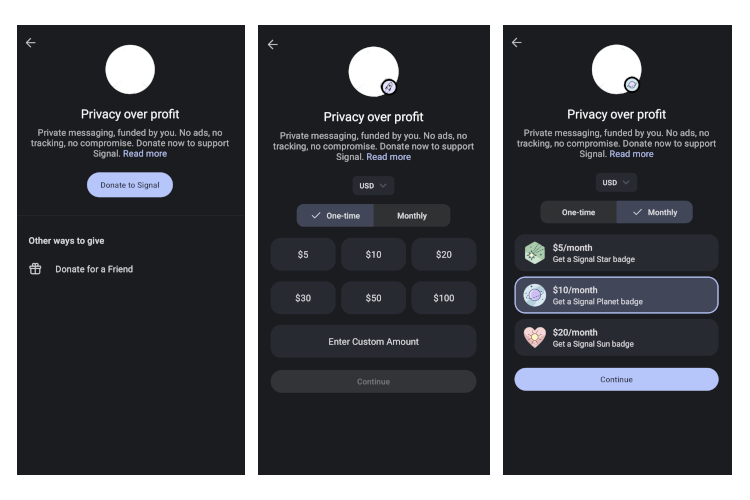 Privacy over profit
Private messaging, funded by you. No ads, no
tracking, no compromise. Donate now to support
Signal. Read more
Donate to Signal
Other ways to give
Donate for a Friend
Privacy over profit
Private messaging, funded by you. No ads, no
tracking, no compromise. Donate now to support
Signal. Read more
USD
One-time Monthly
$5 $10 $20
$30 $50 $100
Enter Custom Amount
Continue
Privacy over profit
Private messaging, funded by you. No ads, no
tracking, no compromise. Donate now to support
Signal. Read more
USD
One-time Monthly
$5/month
Get a Signal Star badge
$10/month
Get a Signal Planet badge
$20/month
Get a Signal Sun badge
Continue